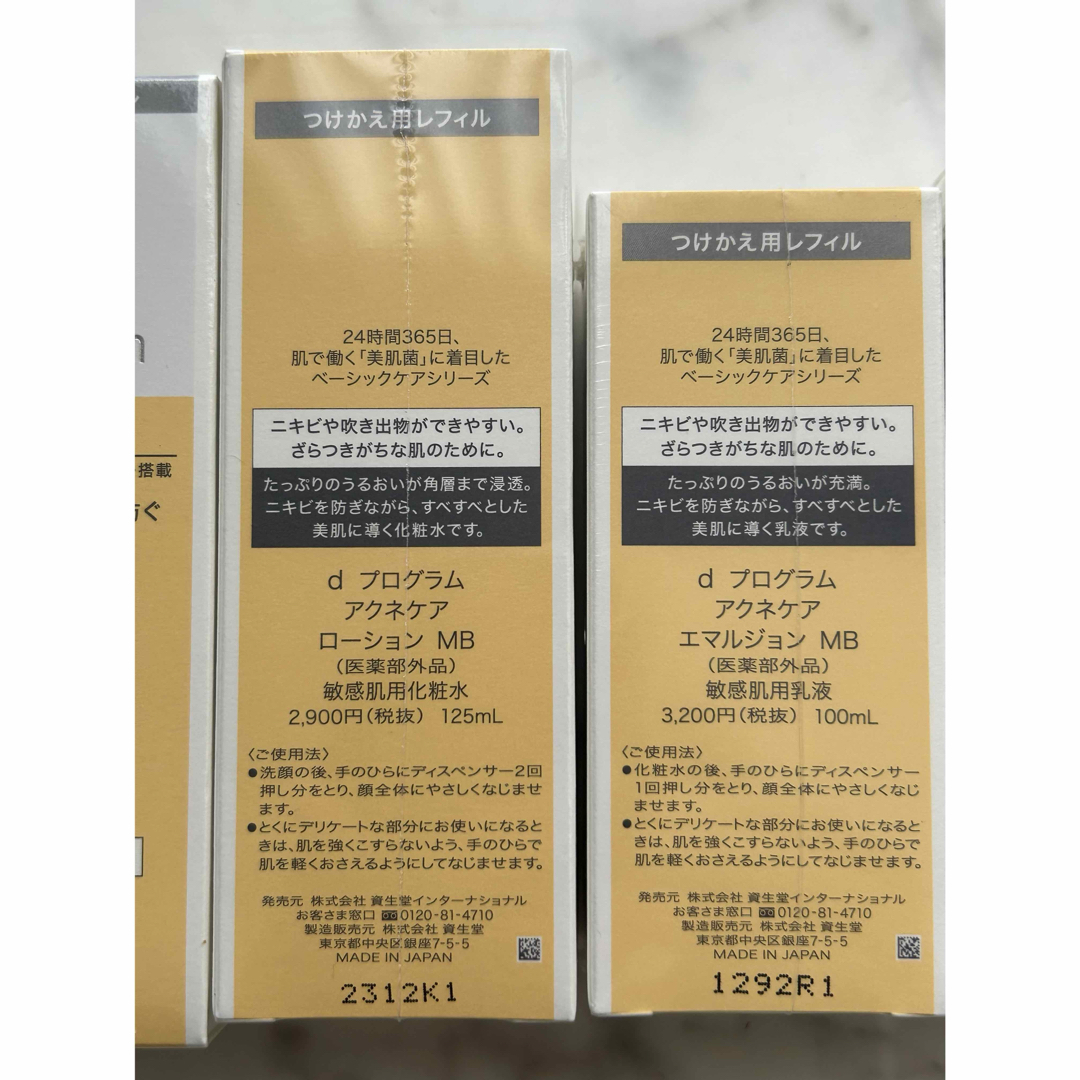 搭載
ぐ
つけかえ用レフィル
24時間365日、
肌で働く「美肌菌」に着目した
ベーシックケアシリーズ
ニキビや吹き出物ができやすい。
ざらつきがちな肌のために。
たっぷりのうるおいが角層まで浸透。
ニキビを防ぎながら、すべすべとした
美肌に導く化粧水です。
d プログラム
アクネケア
ローション MB
(医薬部外品)
敏感肌用化粧水
2,900円(税抜) 125mL
〈ご使用法〉
●洗顔の後、手のひらにディスペンサー2回
押し分をとり、顔全体にやさしくなじませ
ます。
●とくにデリケートな部分にお使いになると
きは、肌を強くこすらないよう、手のひらで
肌を軽くおさえるようにしてなじませます。
発売元 株式会社 資生堂インターナショナル
お客さま窓口 0120-81-4710
製造販売元 株式会社 資生堂
東京都中央区銀座7-5-5
MADE IN JAPAN
2312K1
つけかえ用レフィル
24時間365日、
肌で働く「美肌菌」に着目した
ベーシックケアシリーズ
ニキビや吹き出物ができやすい。
ざらつきがちな肌のために。
たっぷりのうるおいが充満。
ニキビを防ぎながら、すべすべとした
美肌に導く乳液です。
d プログラム
アクネケア
エマルジョン MB
(医薬部外品)
敏感肌用乳液
3,200円(税抜) 100mL
〈ご使用法〉
●化粧水の後、手のひらにディスペンサー
1回押し分をとり、顔全体にやさしくなじ
ませます。
●とくにデリケートな部分にお使いになると
きは、肌を強くこすらないよう、手のひらで
肌を軽くおさえるようにしてなじませます。
発売元 株式会社 資生堂インターナショナル
お客さま窓口 0120-81-4710
製造販売元 株式会社 資生堂
東京都中央区銀座7-5-5
MADE IN JAPAN
1292R1